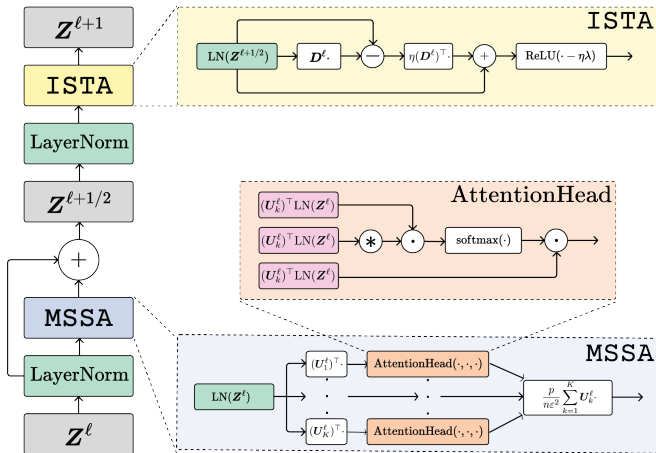 Z^{ℓ+1}
ISTA
LayerNorm
Z^{ℓ+1/2}
+
MSSA
LayerNorm
Z^ℓ
ISTA
LN(Z^{ℓ+1/2})
D^ℓ·
−
η(D^ℓ)^⊤·
+
ReLU(· − ηλ)
AttentionHead
(U_k^ℓ)^⊤LN(Z^ℓ)
(U_k^ℓ)^⊤LN(Z^ℓ)
*
·
softmax(·)
·
(U_k^ℓ)^⊤LN(Z^ℓ)
MSSA
LN(Z^ℓ)
(U_1^ℓ)^⊤·
AttentionHead(·,·,·)
(U_K^ℓ)^⊤·
AttentionHead(·,·,·)
p/(nε^2) ∑_{k=1}^{K} U_k^ℓ·